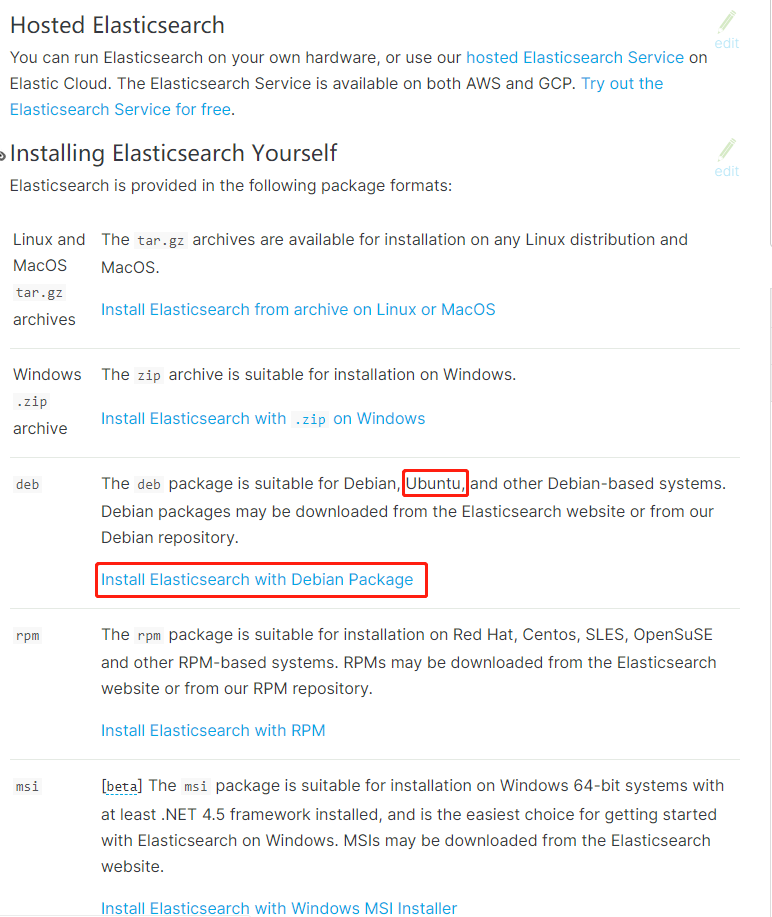 Hosted Elasticsearch
edit
You can run Elasticsearch on your own hardware, or use our hosted Elasticsearch Service on
Elastic Cloud. The Elasticsearch Service is available on both AWS and GCP. Try out the
Elasticsearch Service for free.
Installing Elasticsearch Yourself
edit
Elasticsearch is provided in the following package formats:
Linux and
MacOS
tar.gz
archives
The tar.gz archives are available for installation on any Linux distribution and
MacOS.
Install Elasticsearch from archive on Linux or MacOS
Windows
.zip
archive
The zip archive is suitable for installation on Windows.
Install Elasticsearch with .zip on Windows
deb
The deb package is suitable for Debian, Ubuntu, and other Debian-based systems.
Debian packages may be downloaded from the Elasticsearch website or from our
Debian repository.
Install Elasticsearch with Debian Package
rpm
The rpm package is suitable for installation on Red Hat, Centos, SLES, OpenSuSE
and other RPM-based systems. RPMs may be downloaded from the Elasticsearch
website or from our RPM repository.
Install Elasticsearch with RPM
msi
[beta] The msi package is suitable for installation on Windows 64-bit systems with
at least .NET 4.5 framework installed, and is the easiest choice for getting started
with Elasticsearch on Windows. MSIs may be downloaded from the Elasticsearch
website.
Install Elasticsearch with Windows MSI Installer